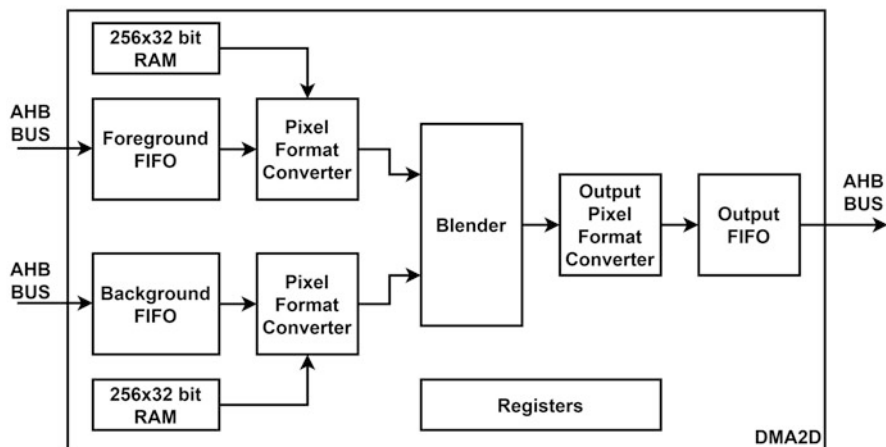 256x32 bit
RAM
AHB
BUS
Foreground
FIFO
Pixel
Format
Converter
Blender
Output
Pixel
Format
Converter
Output
FIFO
AHB
BUS
AHB
BUS
Background
FIFO
Pixel
Format
Converter
256x32 bit
RAM
Registers
DMA2D